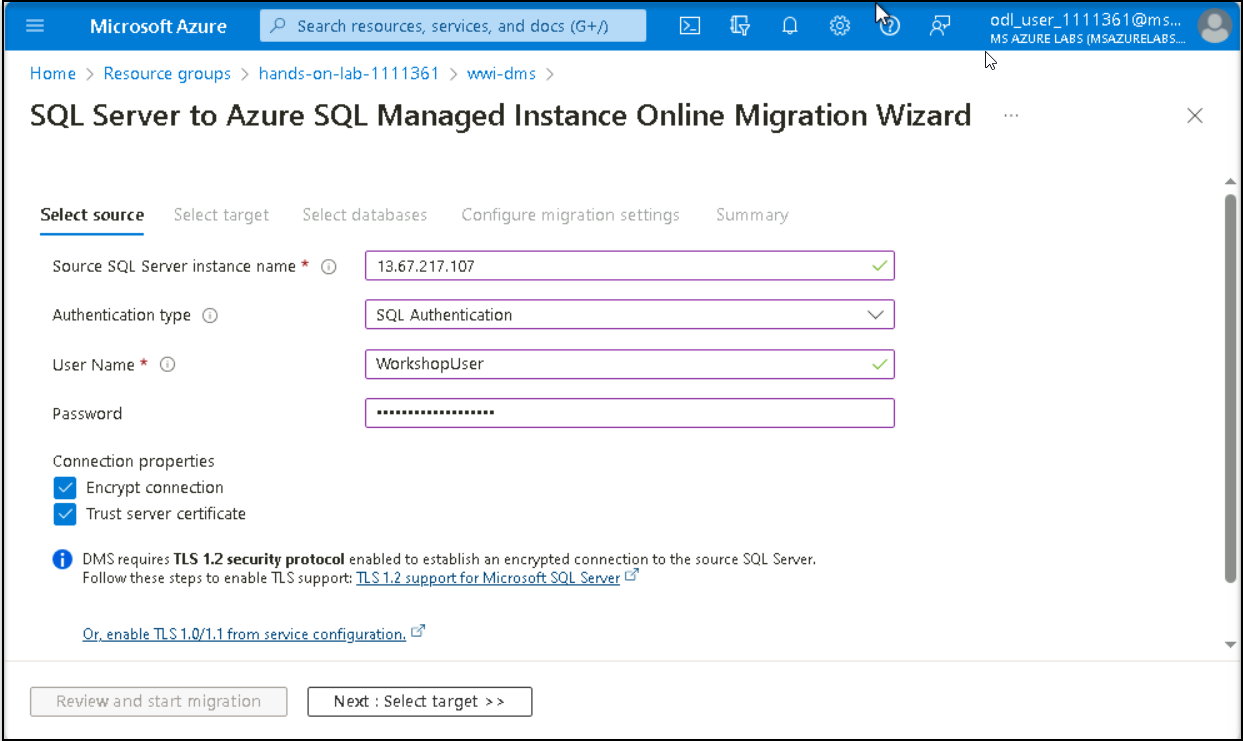 Microsoft Azure
Search resources, services, and docs (G+/)
odl_user_1111361@ms...
MS AZURE LABS (MSAZURELABS....
Home > Resource groups > hands-on-lab-1111361 > wwi-dms >
SQL Server to Azure SQL Managed Instance Online Migration Wizard ...
Select source Select target Select databases Configure migration settings Summary
Source SQL Server instance name * 13.67.217.107
Authentication type SQL Authentication
User Name * WorkshopUser
Password •••••••••••••••••••
Connection properties
Encrypt connection
Trust server certificate
DMS requires TLS 1.2 security protocol enabled to establish an encrypted connection to the source SQL Server.
Follow these steps to enable TLS support: TLS 1.2 support for Microsoft SQL Server
Or, enable TLS 1.0/1.1 from service configuration.
Review and start migration Next : Select target >>